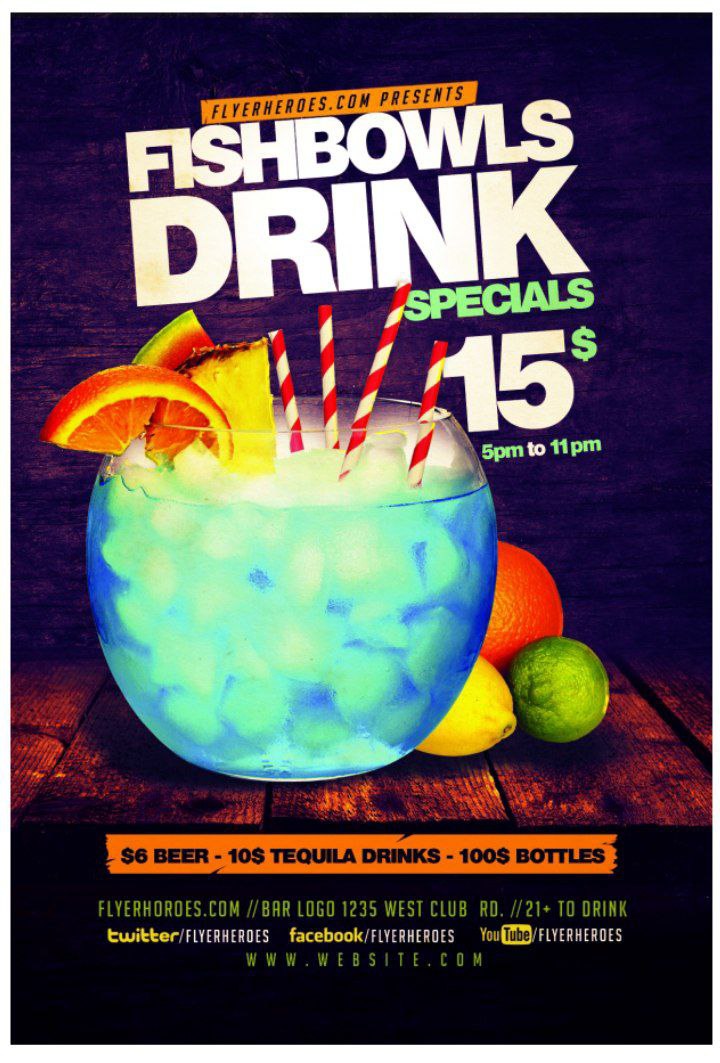 FLYERHEROES.COM PRESENTS
FISHBOWLS
DRINK
SPECIALS
15$
5pm to 11pm
$6 BEER - 10$ TEQUILA DRINKS - 100$ BOTTLES
FLYERHOROES.COM //BAR LOGO 1235 WEST CLUB RD. //21+ TO DRINK
twitter/FLYERHEROES facebook/FLYERHEROES YouTube/FLYERHEROES
WWW.WEBSITE.COM